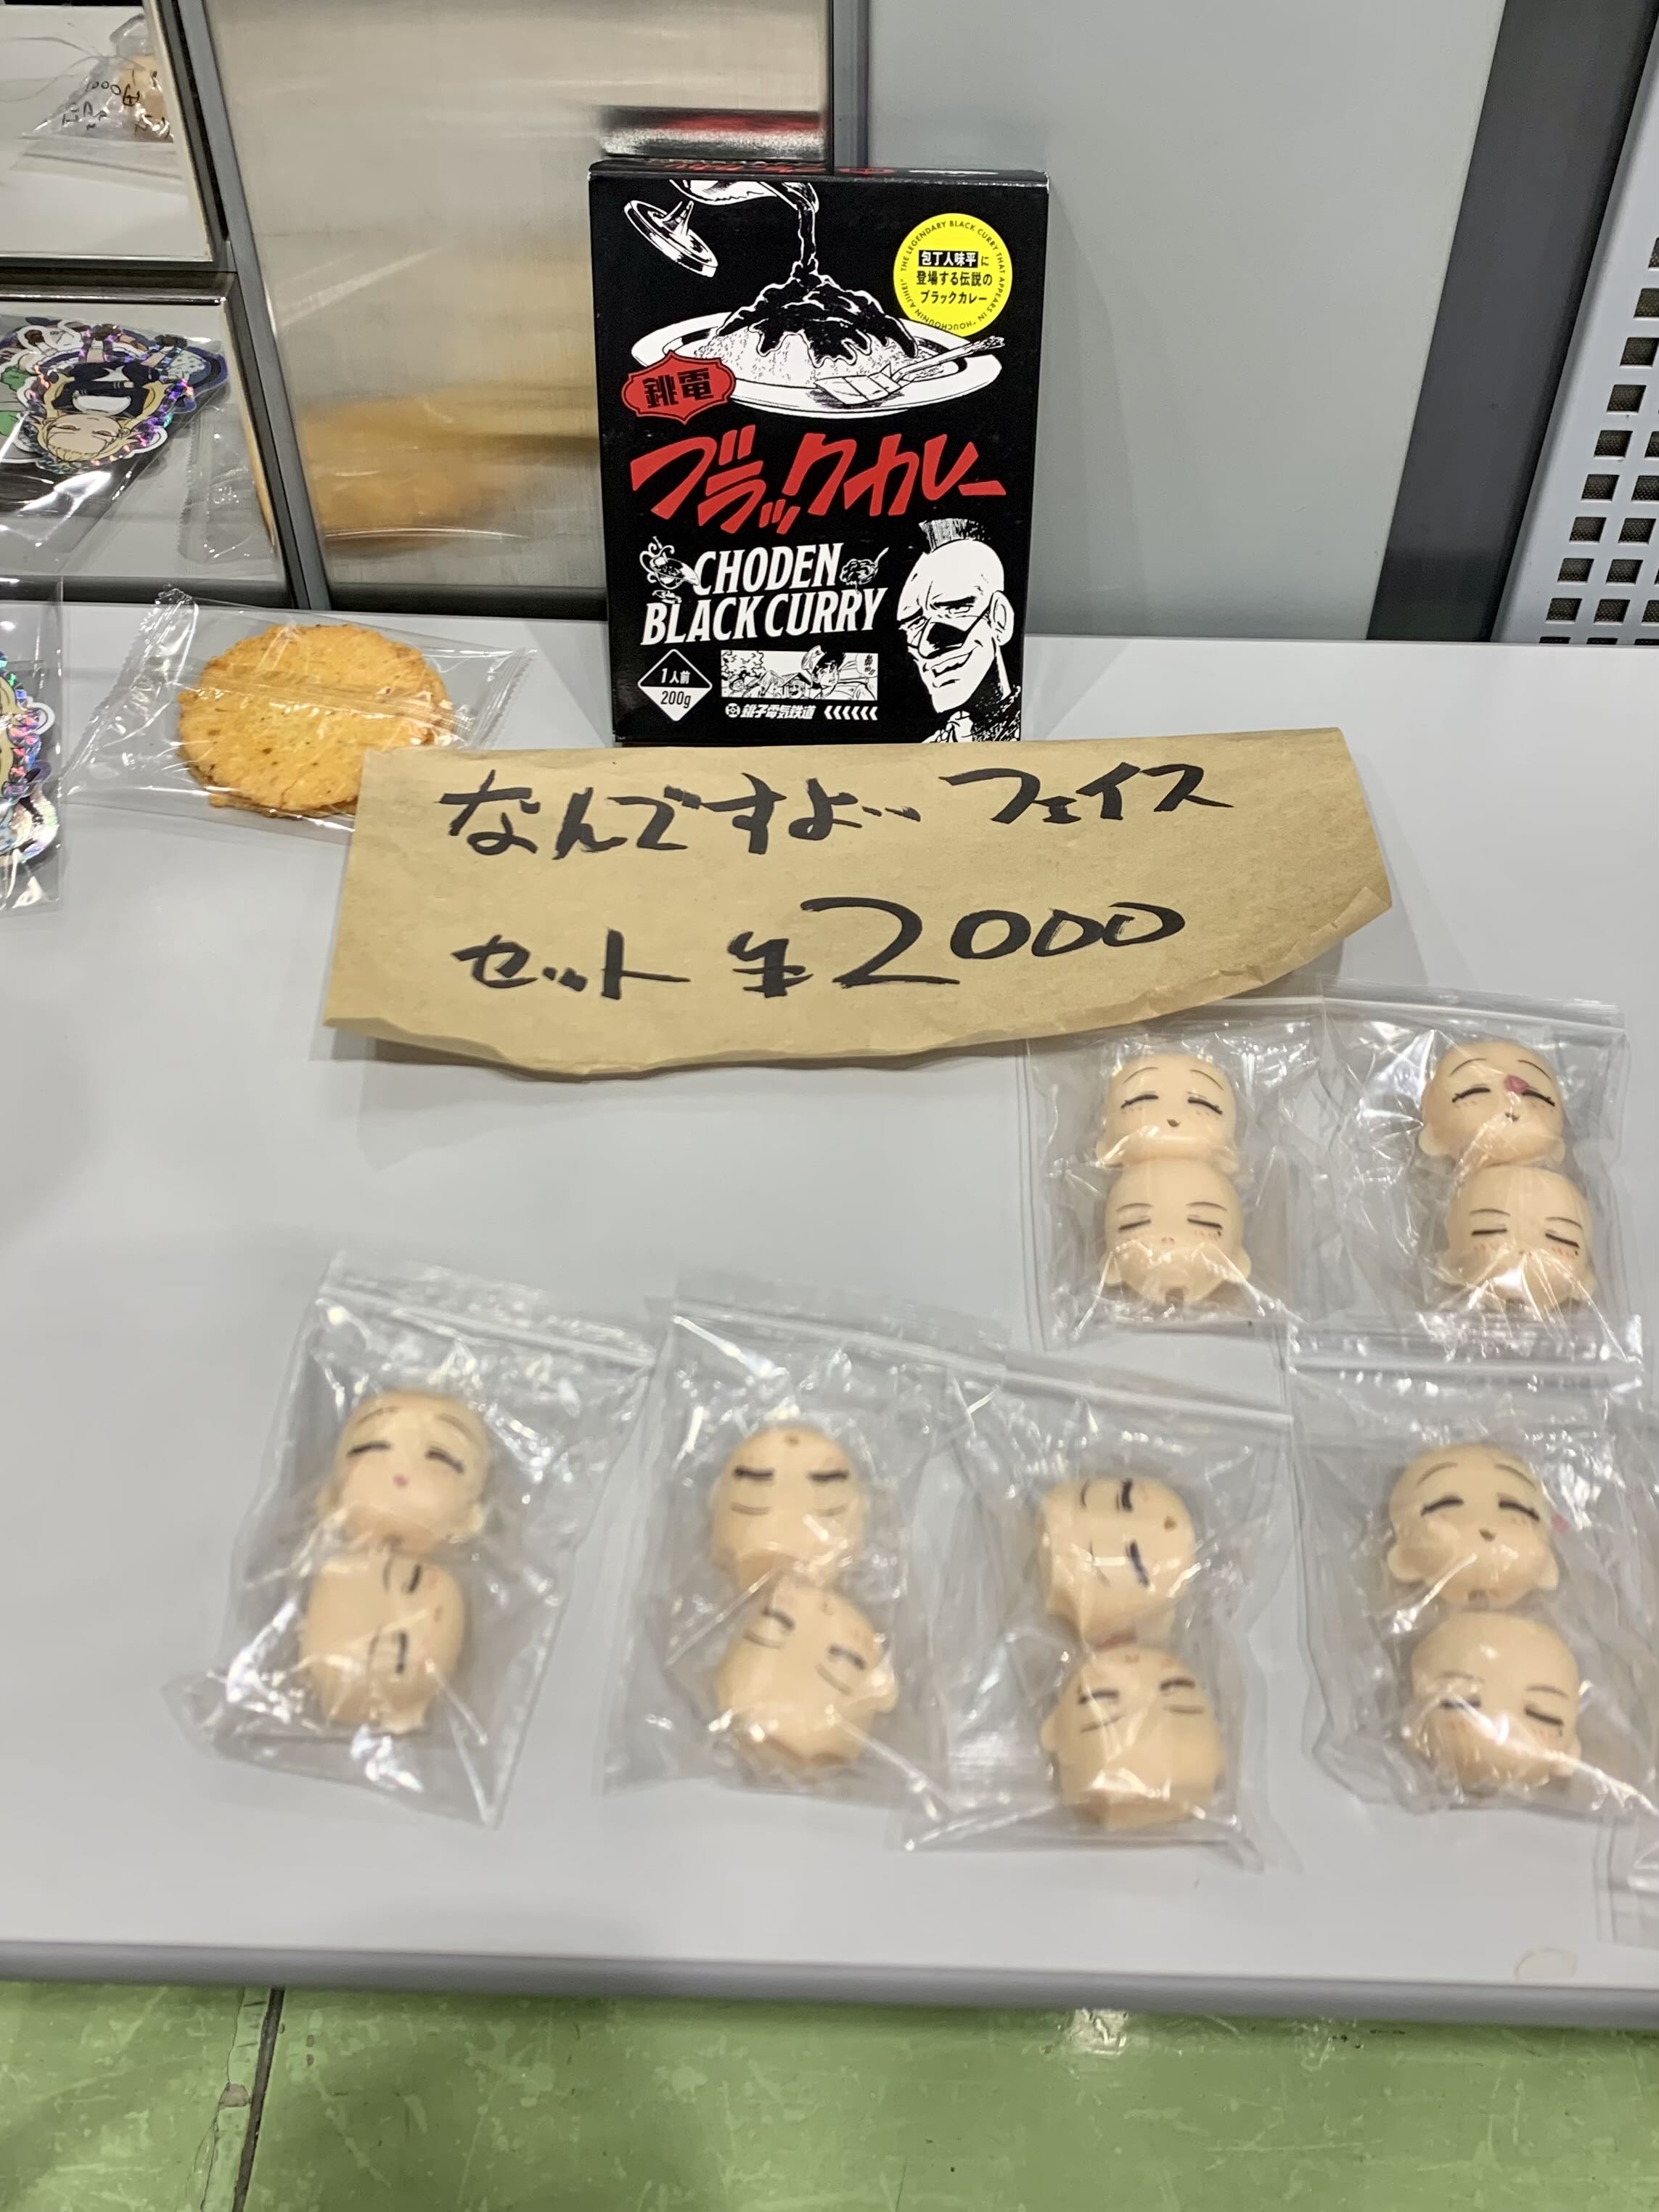 THE LEGENDARY BLACK CURRY THAT APPEARS IN "HOUCHOUNIN AJIHEI"
包丁人味平に
登場する伝説の
ブラックカレー
銚電
ブラックカレー
CHODEN
BLACK CURRY
1人前
200g
銚子電気鉄道
なんですよ… フェイス
セット ¥2000